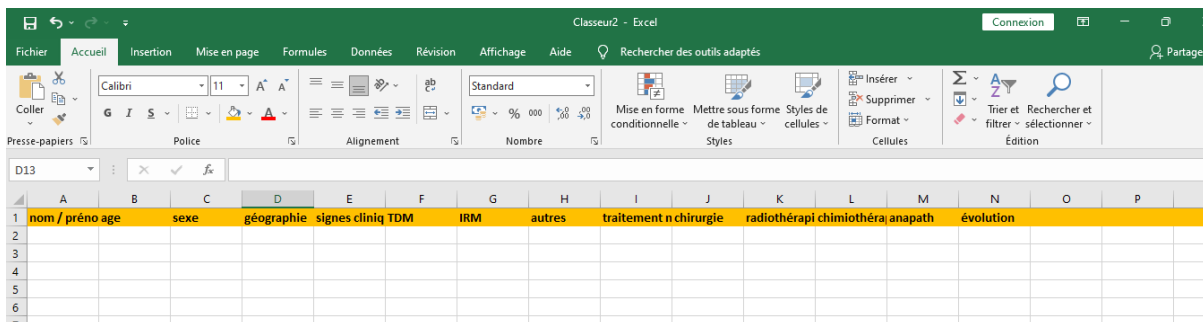 Classeur2 - Excel Connexion
Fichier Accueil Insertion Mise en page Formules Données Révision Affichage Aide Rechercher des outils adaptés Partage
Coller
Calibri 11 A A
G I S A
ab
Standard
% 000
Mise en forme conditionnelle
Mettre sous forme de tableau
Styles de cellules
Insérer
Supprimer
Format
Trier et filtrer
Rechercher et sélectionner
Presse-papiers Police Alignement Nombre Styles Cellules Édition
D13 fx
A B C D E F G H I J K L M N O P
1 nom / préno age sexe géographie signes cliniq TDM IRM autres traitement n chirurgie radiothérapi chimiothéra anapath évolution
2
3
4
5
6